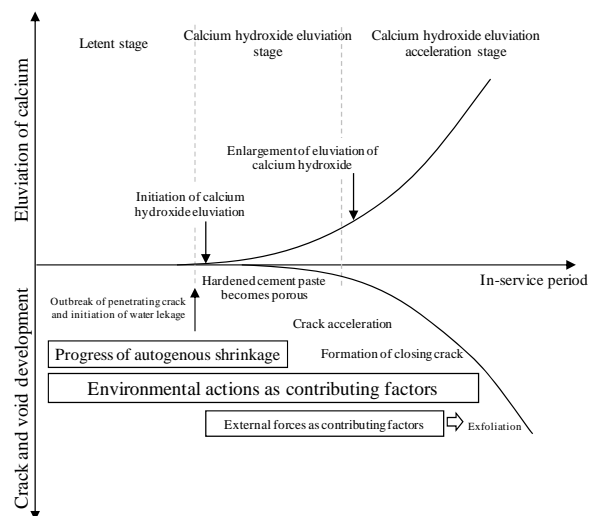 Letent stage
Calcium hydroxide eluviation
stage
Calcium hydroxide eluviation
acceleration stage
Eluviation of calcium
Enlargement of eluviation of
calcium hydroxide
Initiation of calcium
hydroxide eluviation
In-service period
Hardened cement paste
becomes porous
Outbreak of penetrating crack
and initiation of water lekage
Crack acceleration
Progress of autogenous shrinkage
Formation of closing crack
Environmental actions as contributing factors
External forces as contributing factors
Exfoliation
Crack and void development